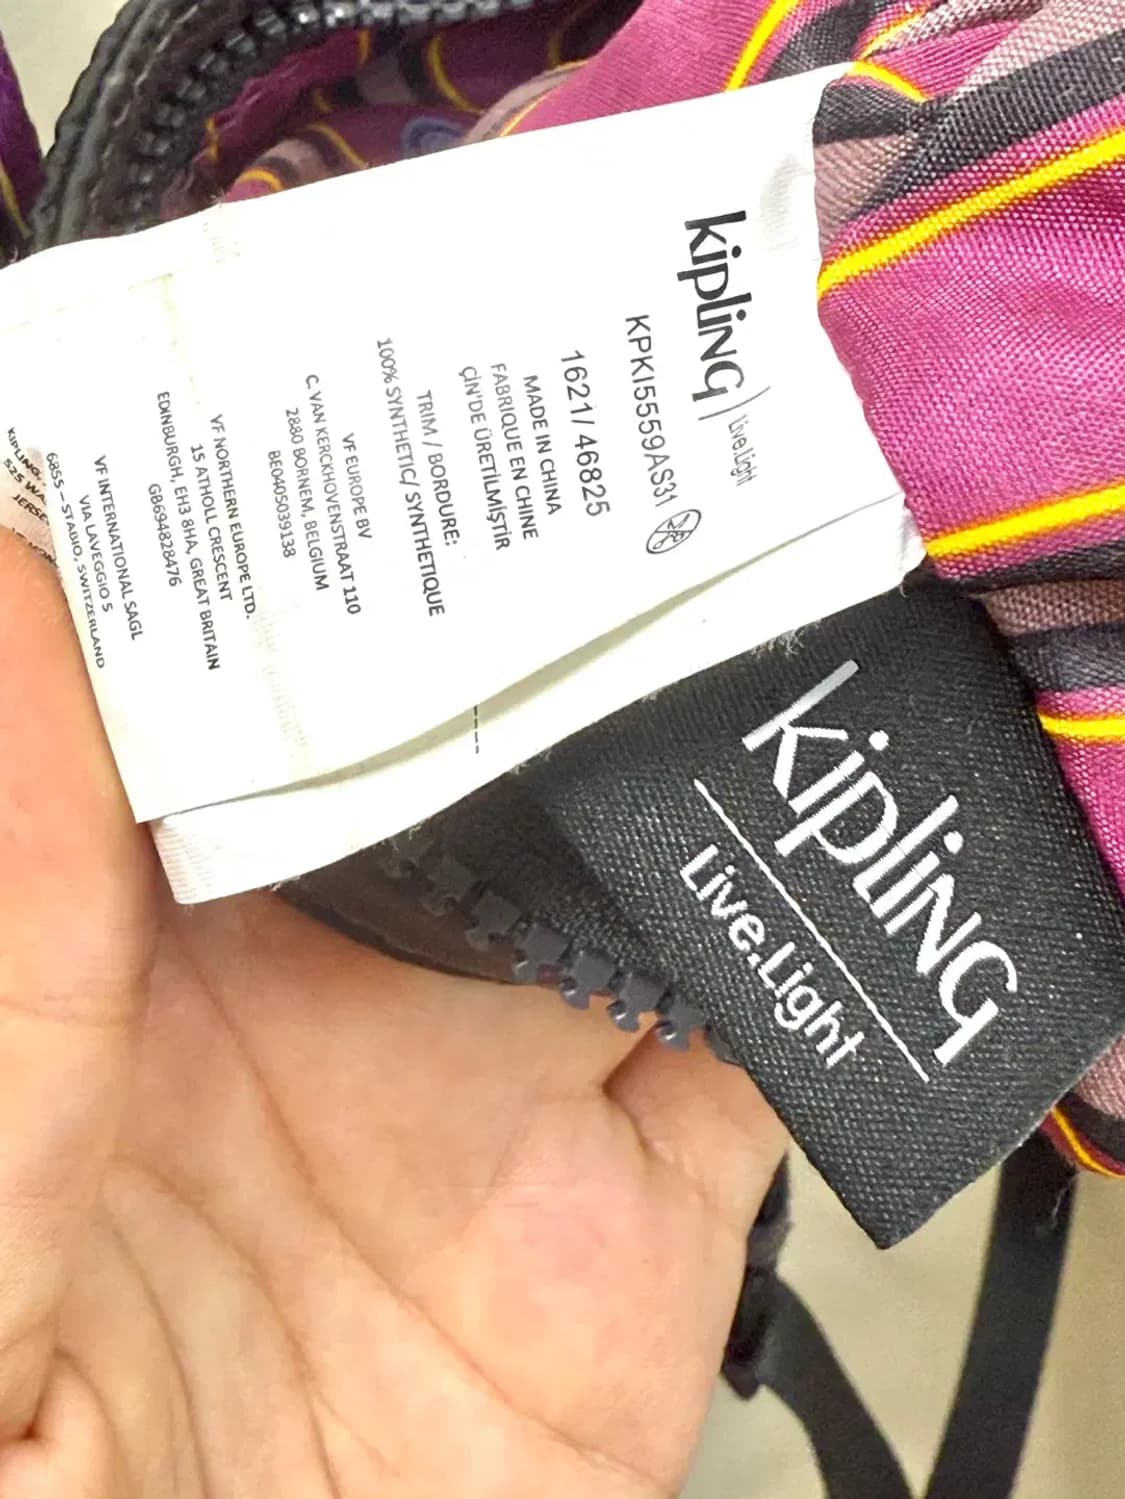 kipling Live.Light
KPKI5559AS31
1621/46825
MADE IN CHINA
FABRIQUE EN CHINE
ÇİN'DE ÜRETİLMİŞTİR
TRIM / BORDURE:
100% SYNTHETIC/ SYNTHETIQUE
VF EUROPE BV
C.VAN KERCKHOVENSTRAAT 110
2880 BORNEM, BELGIUM
BE0405039138
VF NORTHERN EUROPE LTD.
15 ATHOLL CRESCENT
EDINBURGH, EH3 8HA, GREAT BRITAIN
GB694828476
VF INTERNATIONAL SAGL
VIA LAVEGGIO 5
6855 – STABIO, SWITZERLAND
KIPLING,
525
kipling
Live.Light